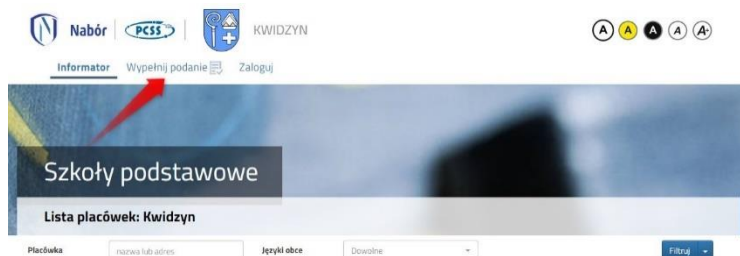 Nabór PCSS KWIDZYN A A A A A+
Informator Wypełnij podanie Zaloguj
Szkoły podstawowe
Lista placówek: Kwidzyn
Placówka nazwa lub adres Języki obce Dowolne Filtruj